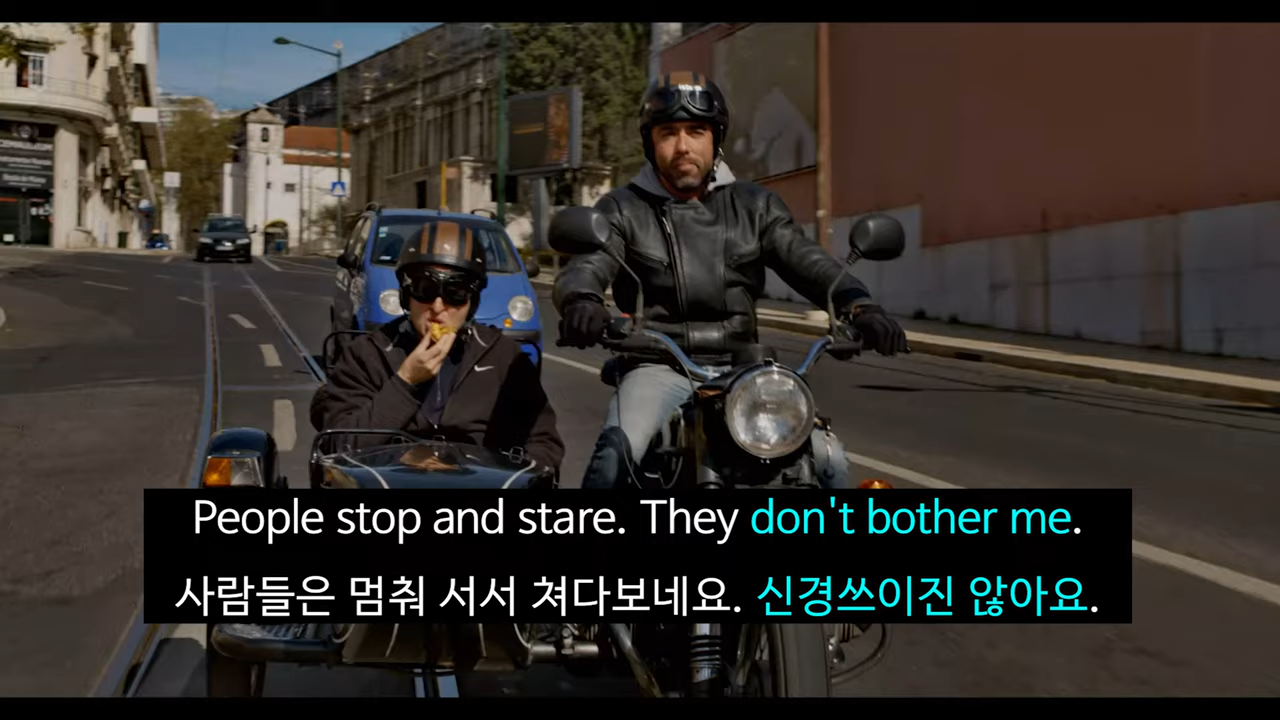 People stop and stare. They don't bother me.
사람들은 멈춰 서서 쳐다보네요. 신경쓰이진 않아요.